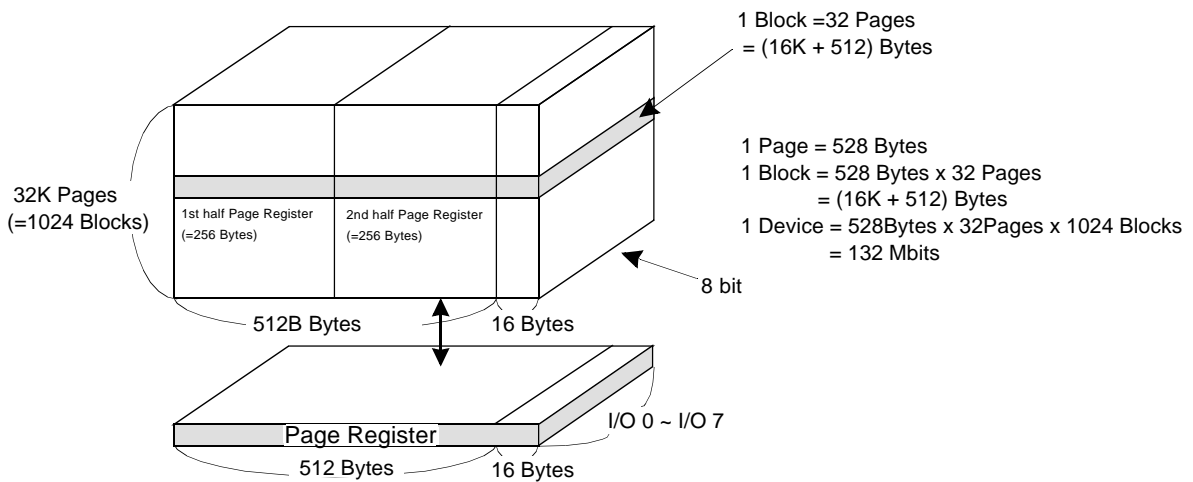 1 Block =32 Pages
= (16K + 512) Bytes
1 Page = 528 Bytes
1 Block = 528 Bytes x 32 Pages
= (16K + 512) Bytes
1 Device = 528Bytes x 32Pages x 1024 Blocks
= 132 Mbits
32K Pages
(=1024 Blocks)
1st half Page Register
(=256 Bytes)
2nd half Page Register
(=256 Bytes)
8 bit
512B Bytes
16 Bytes
I/O 0 ~ I/O 7
Page Register
512 Bytes
16 Bytes